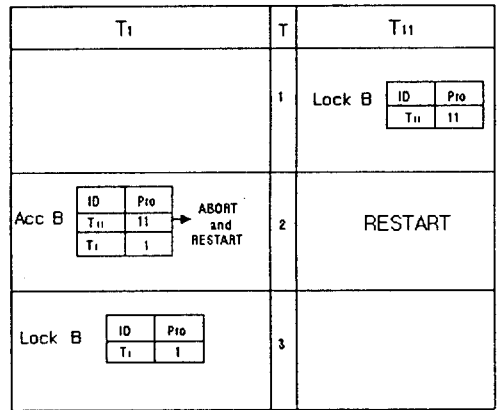 T1 T T11
1 Lock B ID Pro
T11 11
Acc B ID Pro
T11 11
T1 1
ABORT
and
RESTART
2 RESTART
Lock B ID Pro
T1 1
3